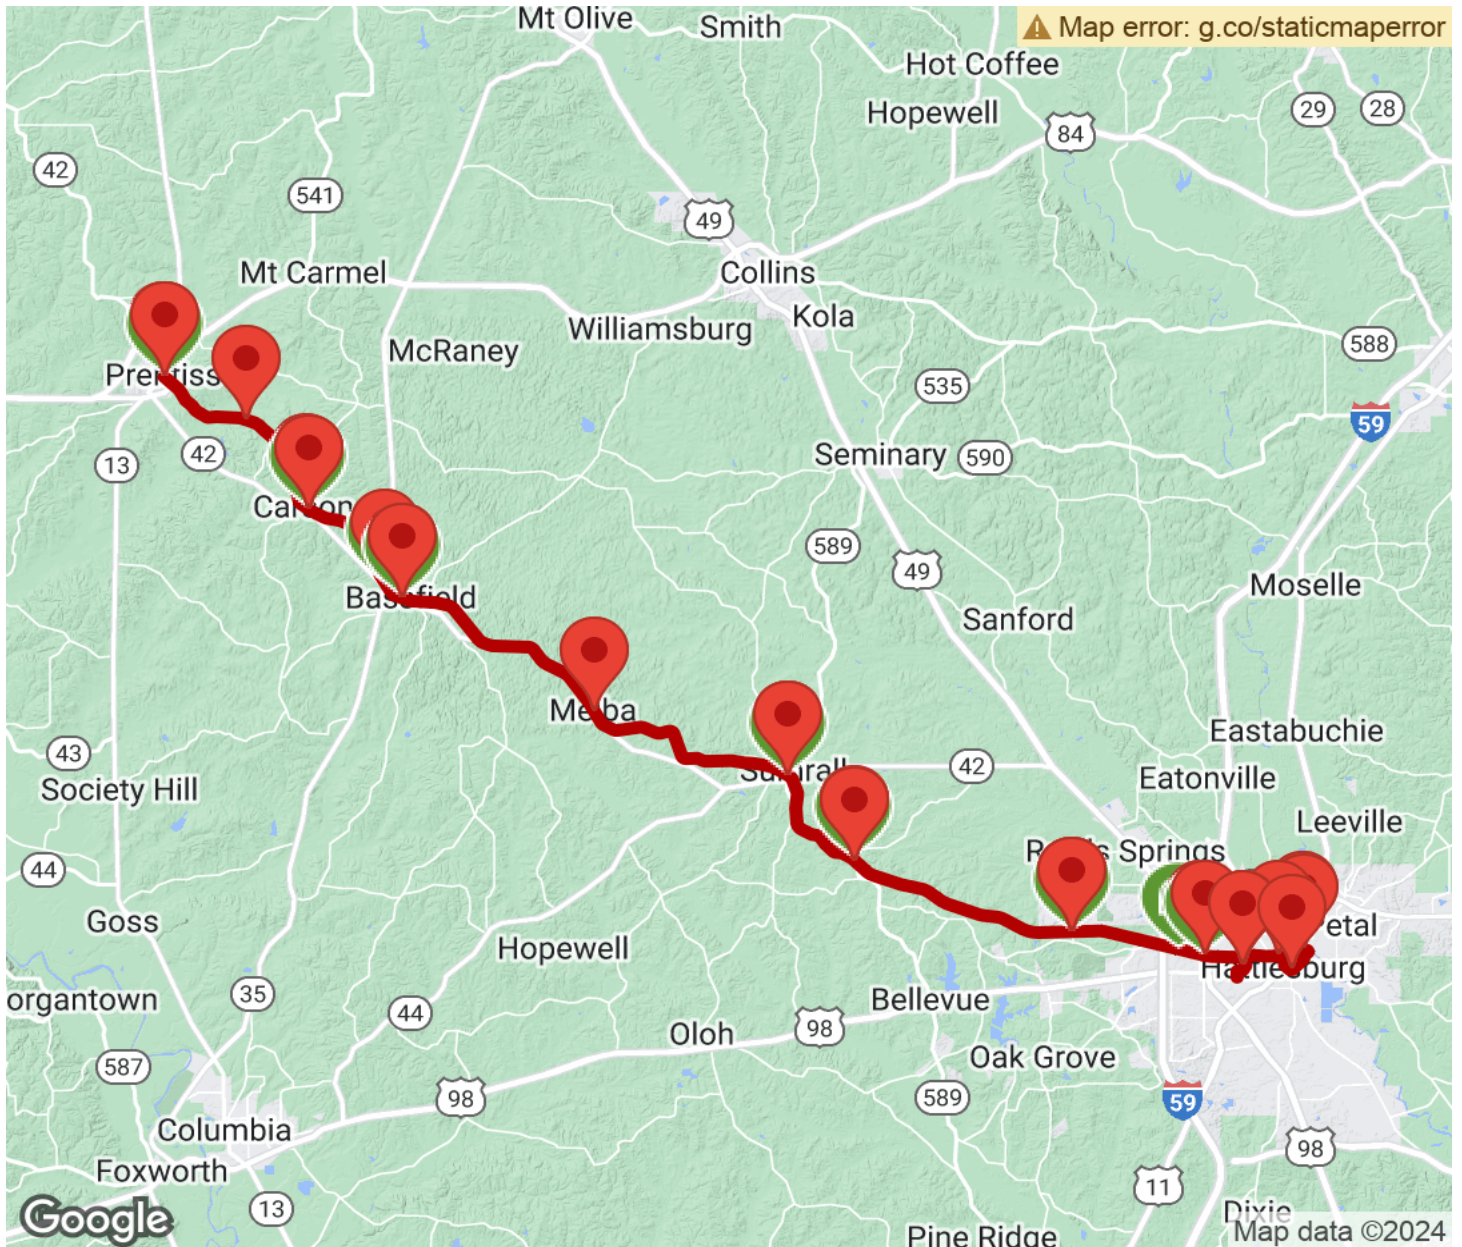 Mt Olive
Smith
Map error: g.co/staticmaperror
Hot Coffee
Hopewell
84
29
28
42
541
49
Mt Carmel
Collins
Kola
Williamsburg
McRaney
588
535
59
Seminary
590
13
42
589
49
Moselle
Sanford
Eastabuchie
Eatonville
42
43
Society Hill
Leeville
Springs
44
Goss
Hopewell
Hattiesburg
35
44
organtown
Bellevue
98
Oloh
587
Oak Grove
98
589
59
Columbia
Foxworth
98
11
13
Dixie
Pine Ridge
Google
Map data ©2024